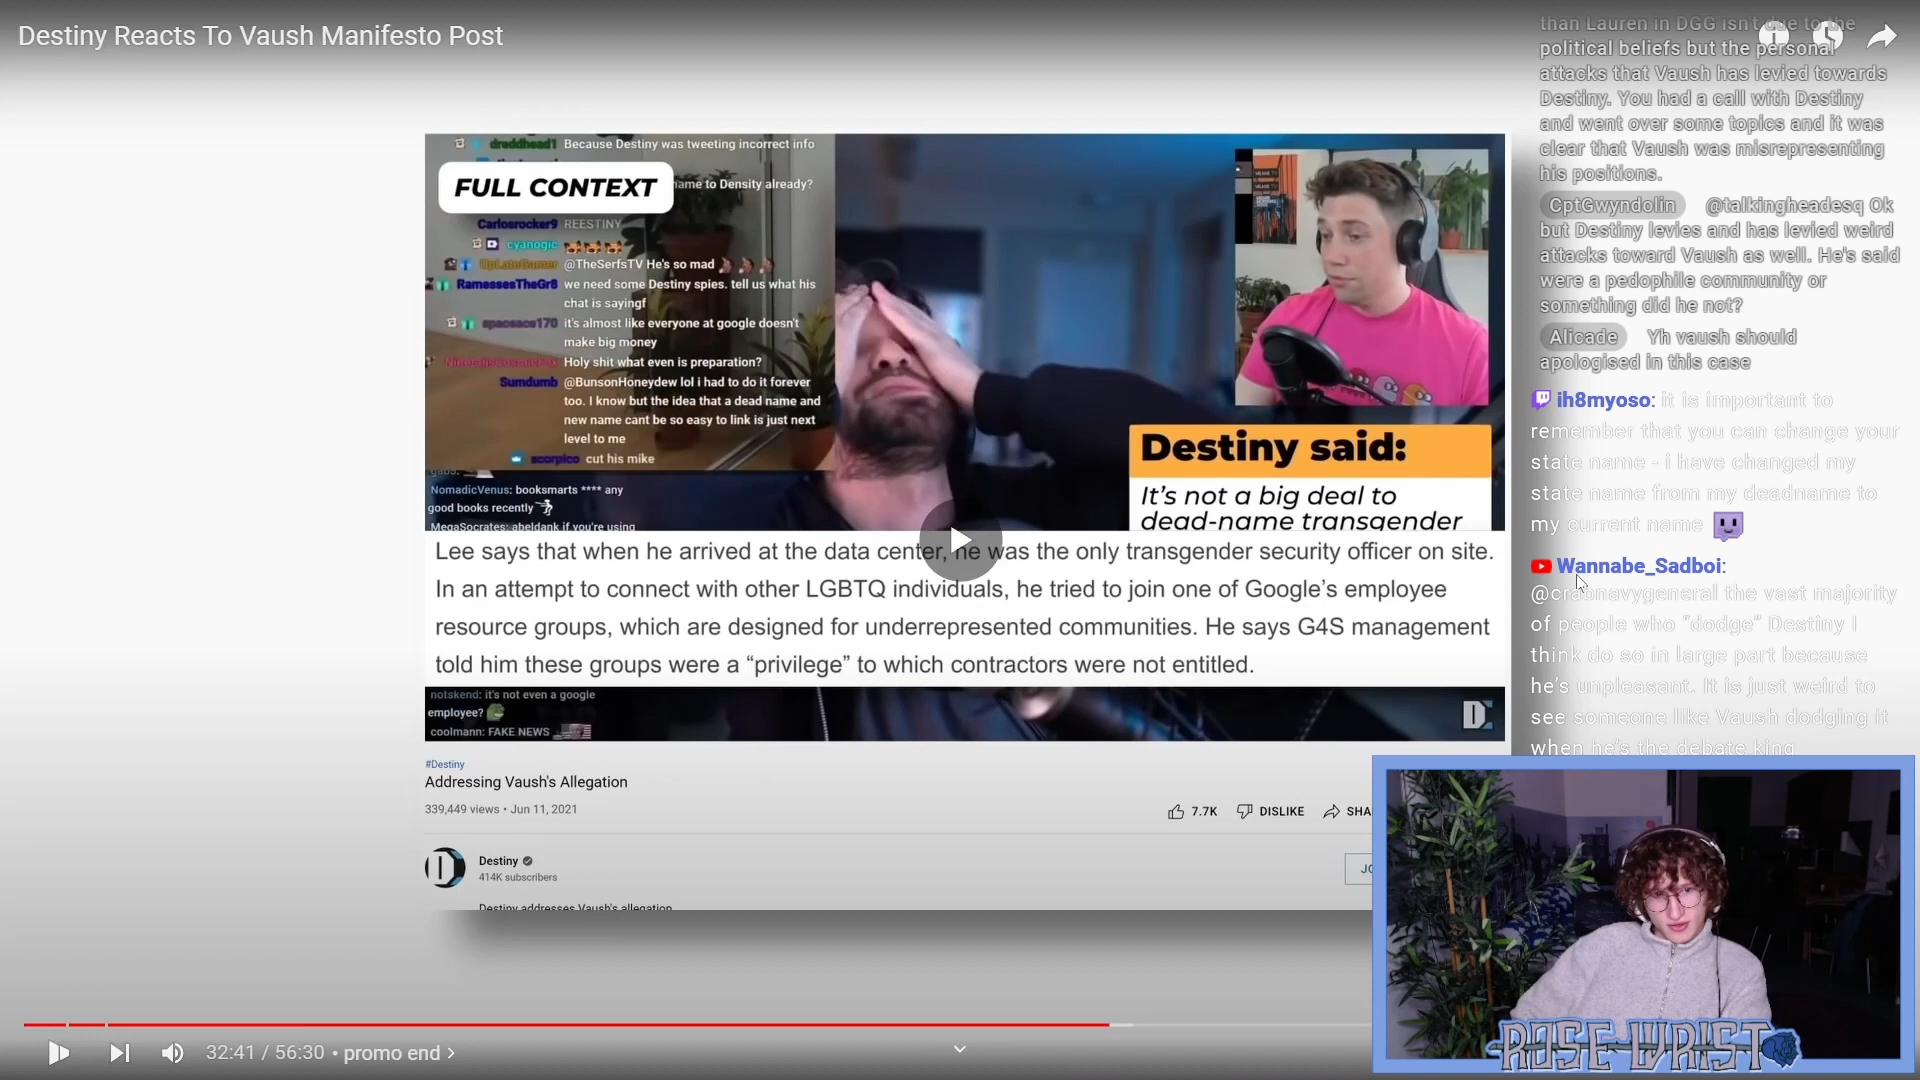 Destiny Reacts To Vaush Manifesto Post
than Lauren in DGG isn't due to the
political beliefs but the personal
attacks that Vaush has levied towards
Destiny. You had a call with Destiny
and went over some topics and it was
clear that Vaush was misrepresenting
his positions.
CptGwyndolin @talkingheadesq Ok
but Destiny levies and has levied weird
attacks toward Vaush as well. He's said
were a pedophile community or
something did he not?
Alicade Yh vaush should
apologised in this case
ih8myoso: it is important to
remember that you can change your
state name - i have changed my
state name from my deadname to
my current name
Wannabe_Sadboi:
@crabnavygeneral the vast majority
of people who "dodge" Destiny I
think do so in large part because
he's unpleasant. It is just weird to
see someone like Vaush dodging it
when he's the debate king
dreddhead1 Because Destiny was tweeting incorrect info
FULL CONTEXT
name to Density already?
Carlosrocker9 REESTINY
cyanogic
UpLateGamer @TheSerfsTV He's so mad
RamessesTheGr8 we need some Destiny spies. tell us what his
chat is sayingf
spacsace170 it's almost like everyone at google doesn't
make big money
Holy shit what even is preparation?
Sumdumb @BunsonHoneydew lol i had to do it forever
too. I know but the idea that a dead name and
new name cant be so easy to link is just next
level to me
scorpico cut his mike
NomadicVenus: booksmarts **** any
good books recently
MegaSocrates: abeldank if you're using
Destiny said:
It's not a big deal to
dead-name transgender
Lee says that when he arrived at the data center, he was the only transgender security officer on site.
In an attempt to connect with other LGBTQ individuals, he tried to join one of Google's employee
resource groups, which are designed for underrepresented communities. He says G4S management
told him these groups were a "privilege" to which contractors were not entitled.
notskend: it's not even a google
employee?
coolmann: FAKE NEWS
#Destiny
Addressing Vaush's Allegation
339,449 views • Jun 11, 2021
7.7K DISLIKE SHA
Destiny
414K subscribers
JO
Destiny addresses Vaush's allegation
32:41 / 56:30 • promo end
ROSE WRIST